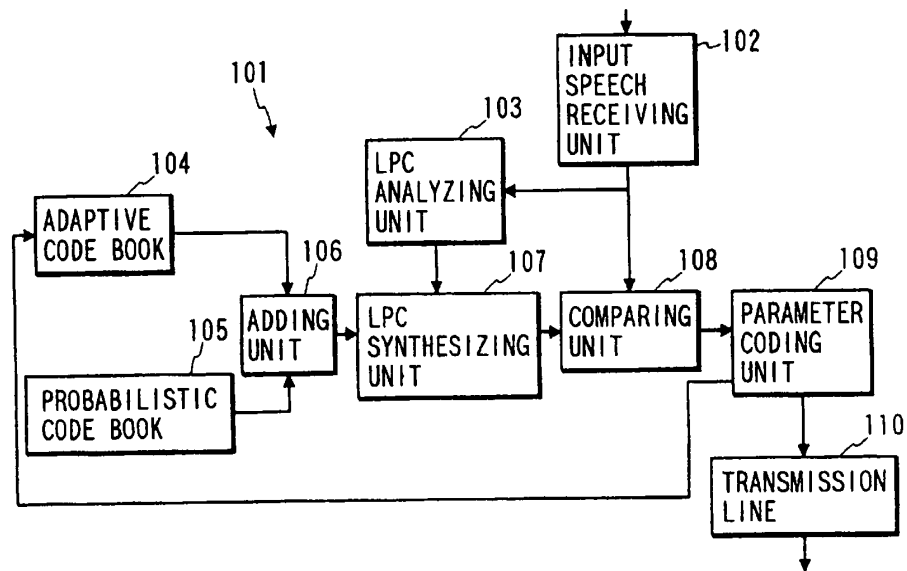 102
INPUT
SPEECH
RECEIVING
UNIT
101
103
LPC
ANALYZING
UNIT
104
ADAPTIVE
CODE BOOK
106
ADDING
UNIT
107
LPC
SYNTHESIZING
UNIT
108
COMPARING
UNIT
109
PARAMETER
CODING
UNIT
105
PROBABILISTIC
CODE BOOK
110
TRANSMISSION
LINE